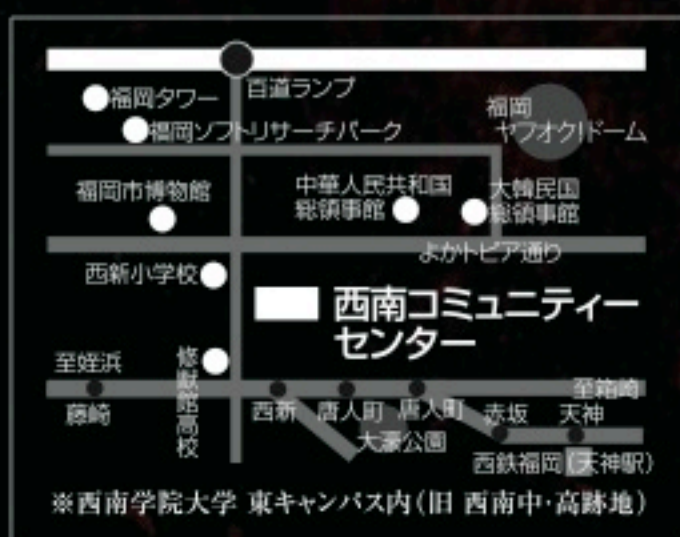 百道ランプ
福岡タワー
福岡ソフトリサーチパーク
福岡
ヤフオク!ドーム
福岡市博物館
中華人民共和国
総領事館
大韓民国
総領事館
よかトピア通り
西新小学校
西南コミュニティー
センター
修猷館高校
至姪浜
至箱崎
藤崎
西新
唐人町
唐人町
赤坂
天神
大濠公園
西鉄福岡(天神駅)
※西南学院大学 東キャンパス内(旧 西南中・高跡地)